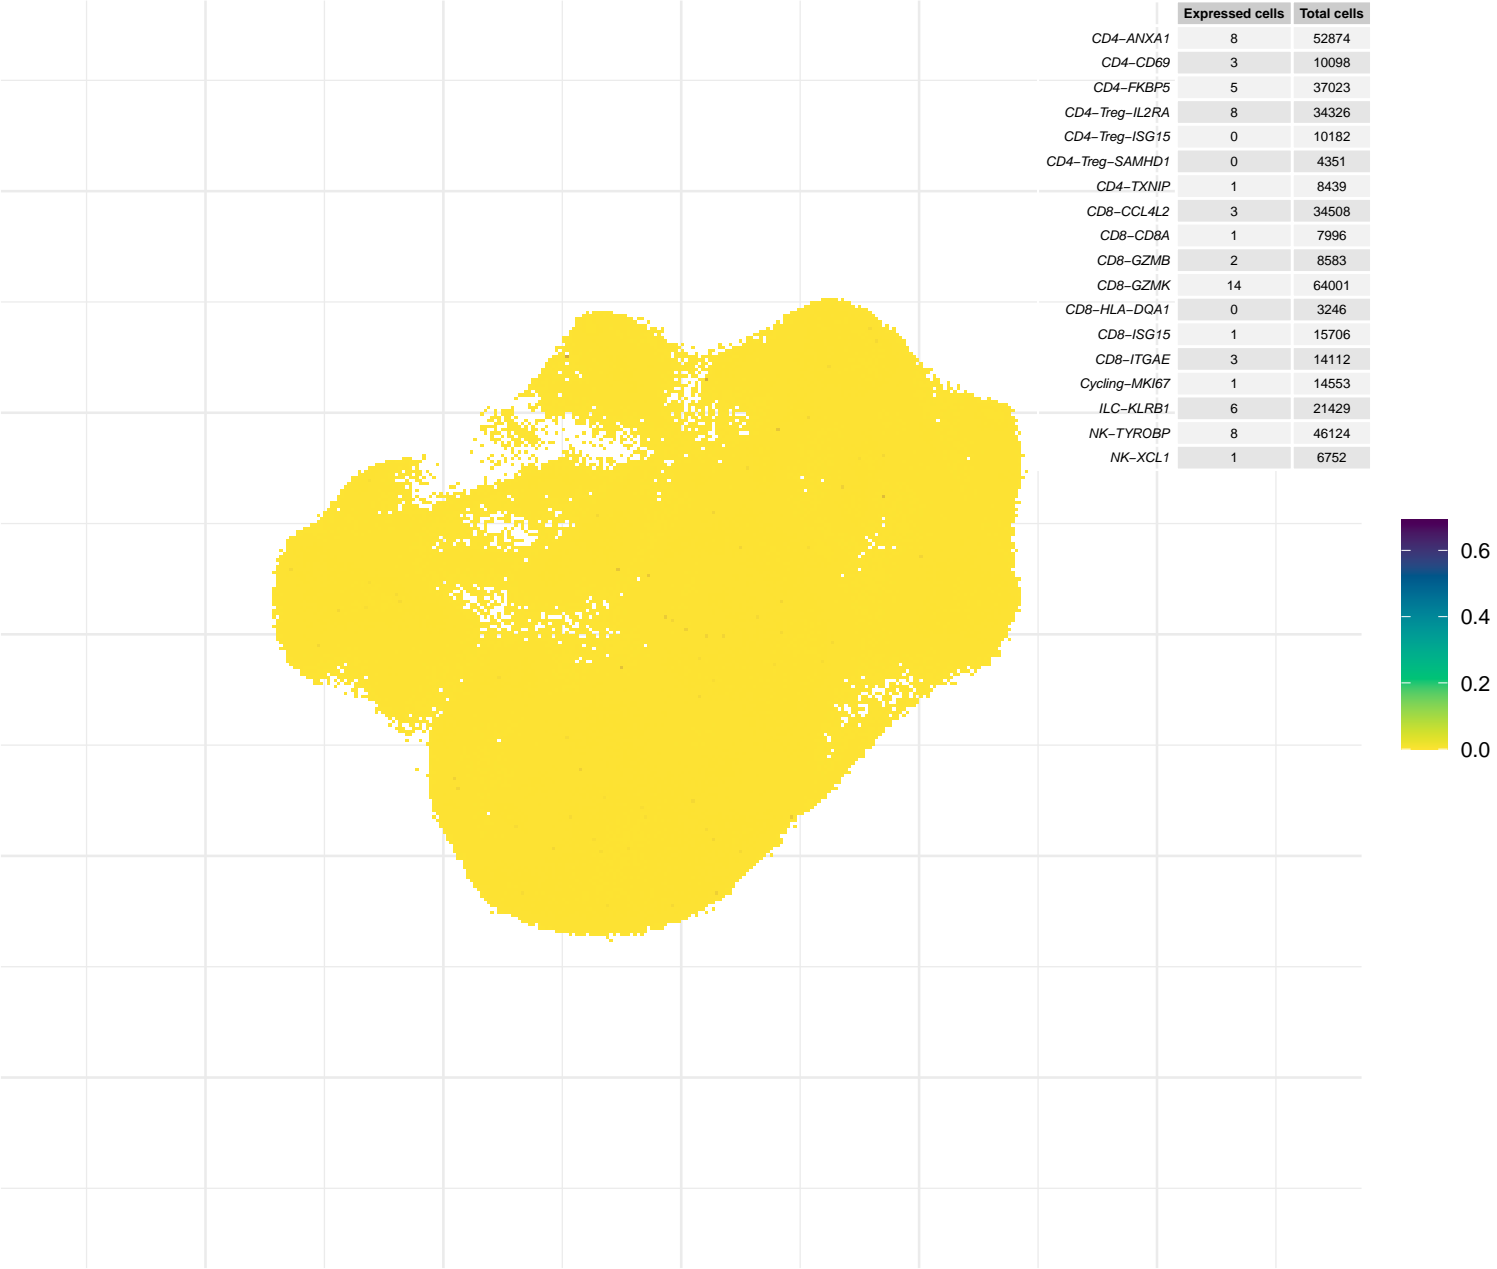 Expressed cells Total cells
CD4−ANXA1 8 52874
CD4−CD69 3 10098
CD4−FKBP5 5 37023
CD4−Treg−IL2RA 8 34326
CD4−Treg−ISG15 0 10182
CD4−Treg−SAMHD1 0 4351
CD4−TXNIP 1 8439
CD8−CCL4L2 3 34508
CD8−CD8A 1 7996
CD8−GZMB 2 8583
CD8−GZMK 14 64001
CD8−HLA−DQA1 0 3246
CD8−ISG15 1 15706
CD8−ITGAE 3 14112
Cycling−MKI67 1 14553
ILC−KLRB1 6 21429
NK−TYROBP 8 46124
NK−XCL1 1 6752
0.6
0.4
0.2
0.0